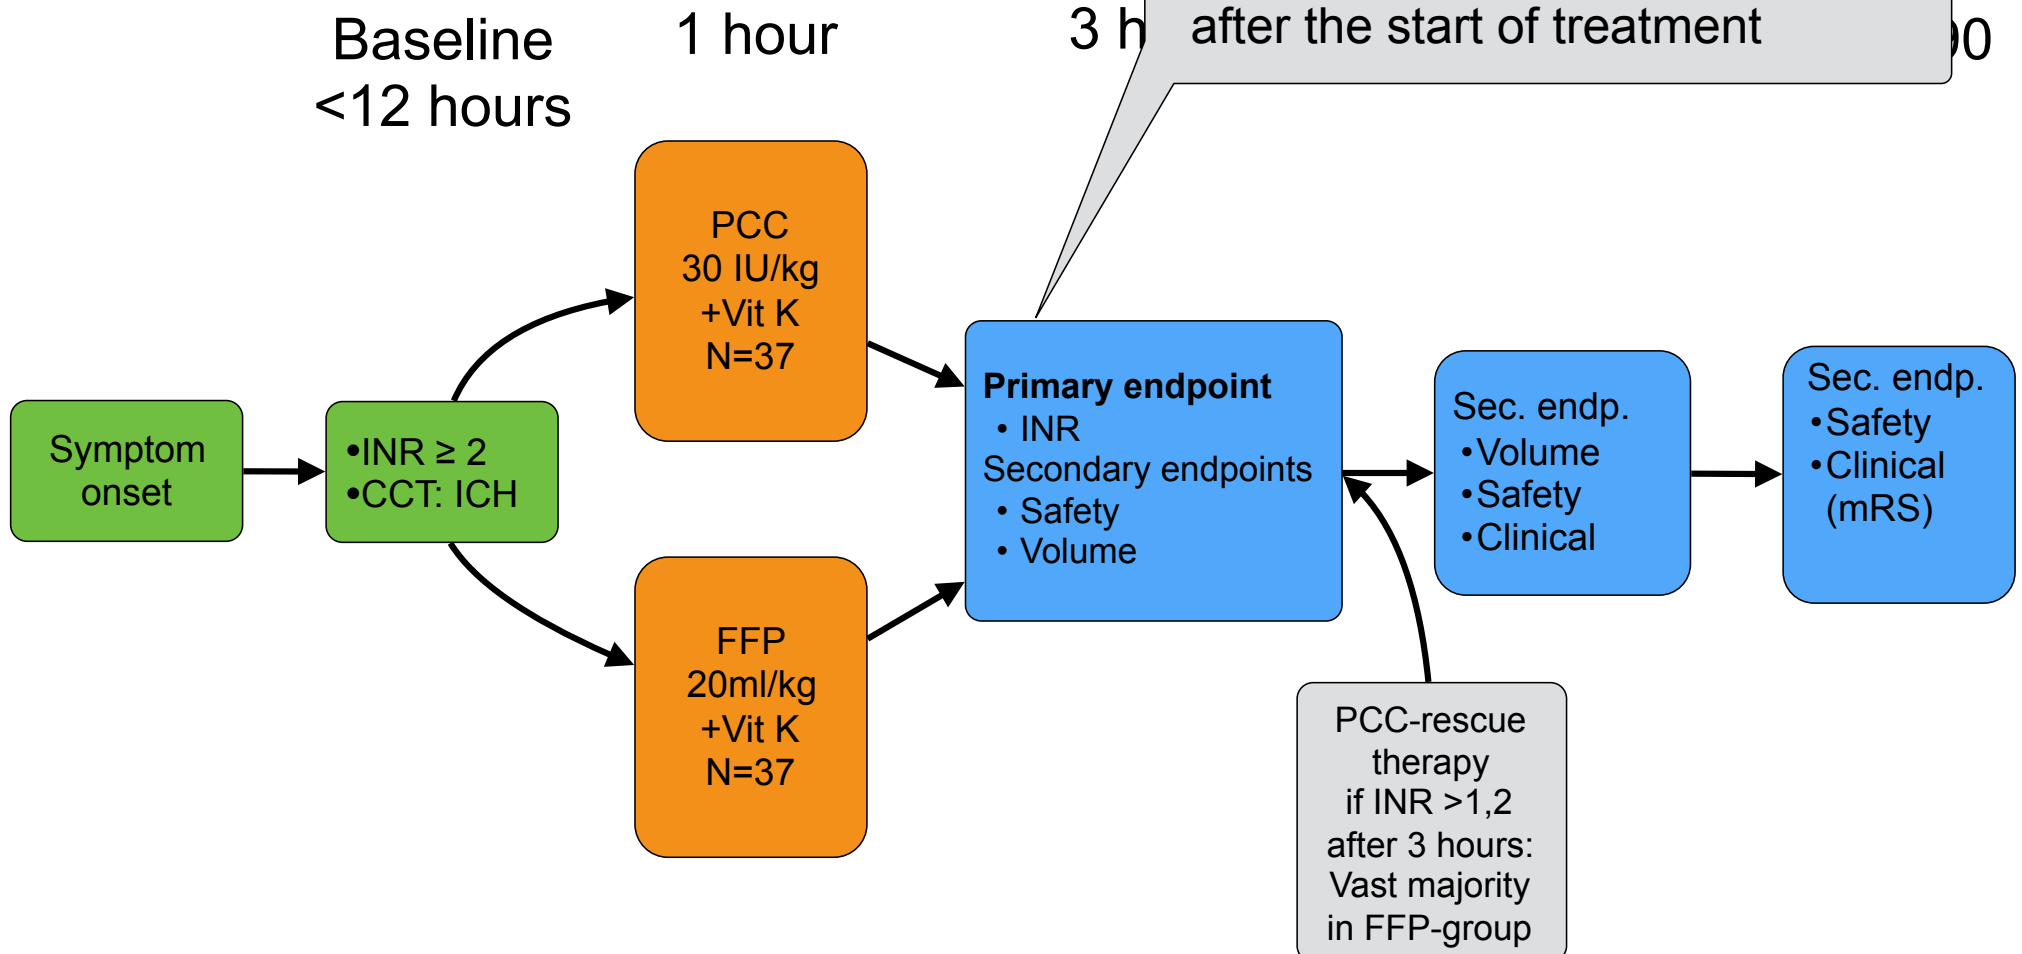 Baseline
<12 hours
1 hour
3 h
after the start of treatment
90
Symptom
onset
•INR ≥ 2
•CCT: ICH
PCC
30 IU/kg
+Vit K
N=37
FFP
20ml/kg
+Vit K
N=37
Primary endpoint
• INR
Secondary endpoints
• Safety
• Volume
PCC-rescue
therapy
if INR >1,2
after 3 hours:
Vast majority
in FFP-group
Sec. endp.
•Volume
•Safety
•Clinical
Sec. endp.
•Safety
•Clinical
(mRS)